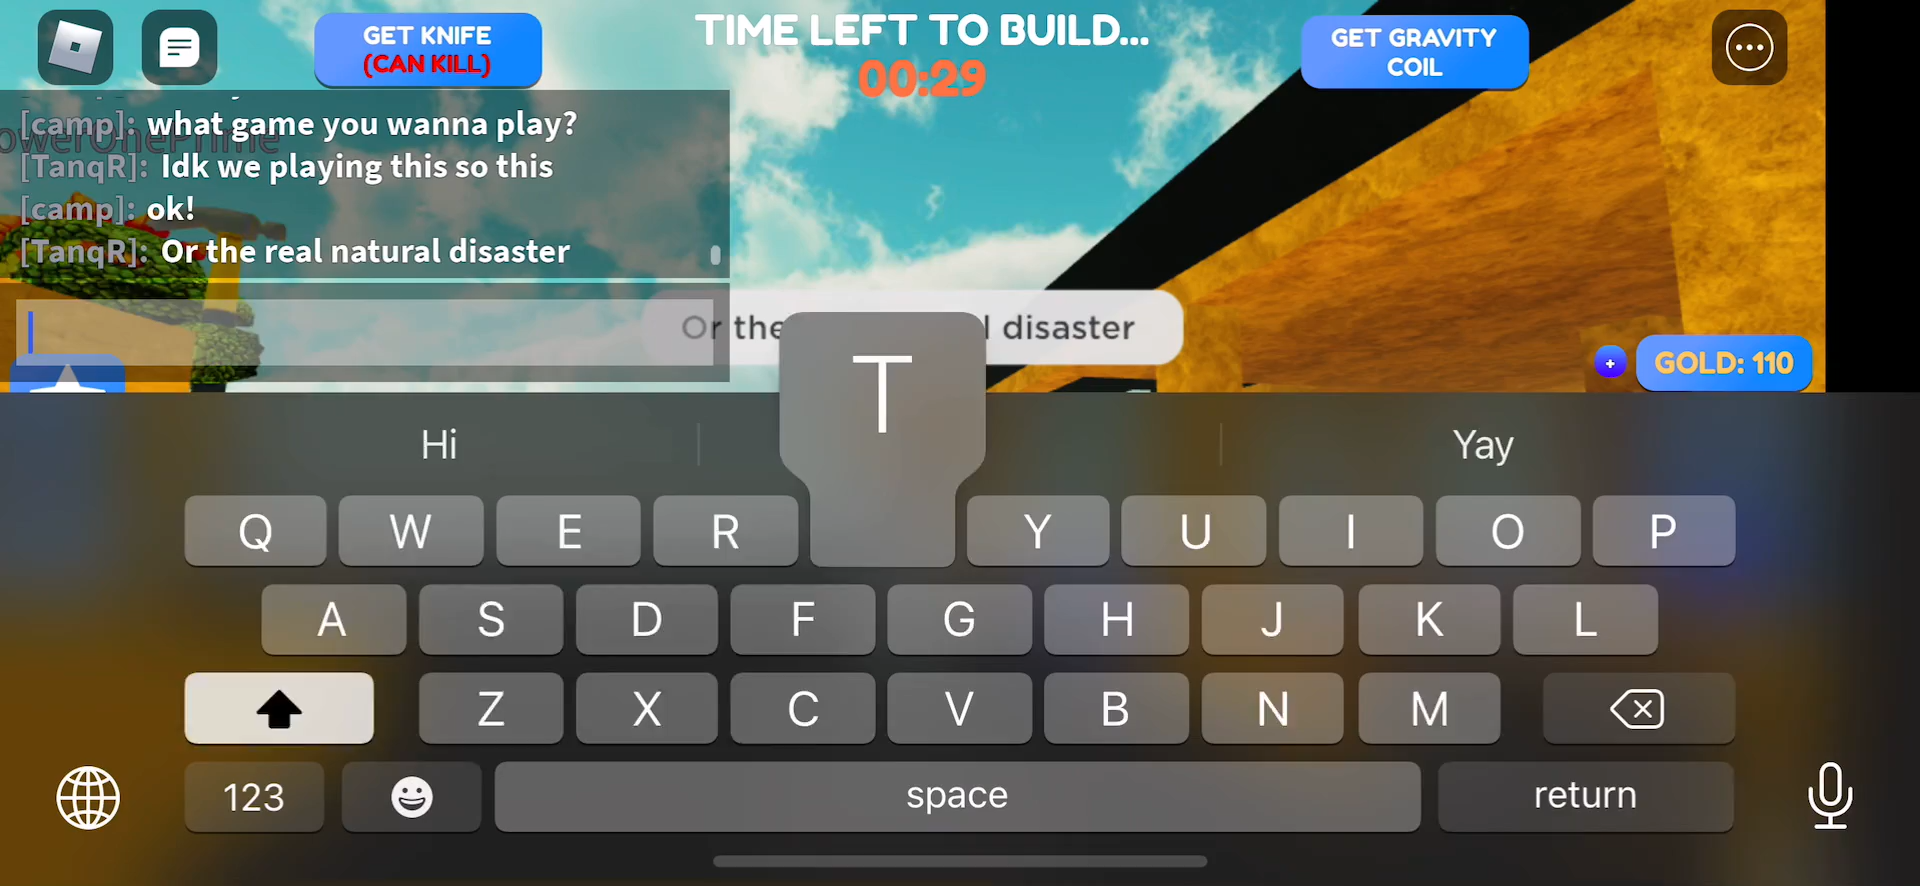 GET KNIFE
(CAN KILL)
TIME LEFT TO BUILD...
00:29
GET GRAVITY
COIL
[camp]: what game you wanna play?
[TanqR]: Idk we playing this so this
[camp]: ok!
[TanqR]: Or the real natural disaster
Or the disaster
GOLD: 110
T
Hi
Yay
Q W E R Y U I O P
A S D F G H J K L
Z X C V B N M
123
space
return